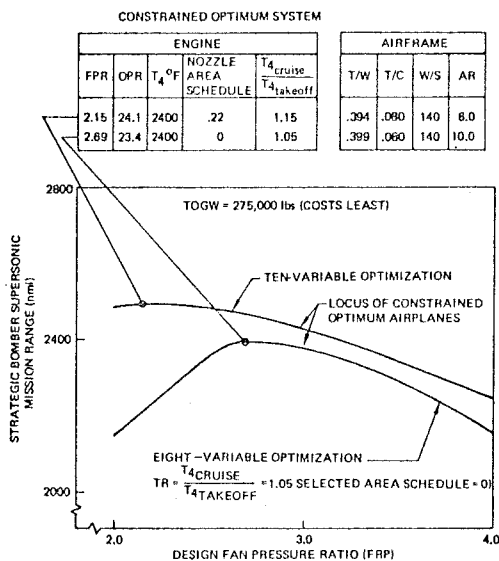 CONSTRAINED OPTIMUM SYSTEM
ENGINE
FPR OPR T4 °F NOZZLE AREA SCHEDULE T4cruise / T4takeoff
2.15 24.1 2400 .22 1.15
2.69 23.4 2400 0 1.05
AIRFRAME
T/W T/C W/S AR
.394 .060 140 6.0
.399 .060 140 10.0
2800
2400
2000
STRATEGIC BOMBER SUPERSONIC
MISSION RANGE (nmi)
TOGW = 275,000 lbs (COSTS LEAST)
TEN-VARIABLE OPTIMIZATION
LOCUS OF CONSTRAINED
OPTIMUM AIRPLANES
EIGHT-VARIABLE OPTIMIZATION
TR = T4CRUISE / T4TAKEOFF = 1.05 SELECTED AREA SCHEDULE = 0)
2.0 3.0 4.0
DESIGN FAN PRESSURE RATIO (FRP)